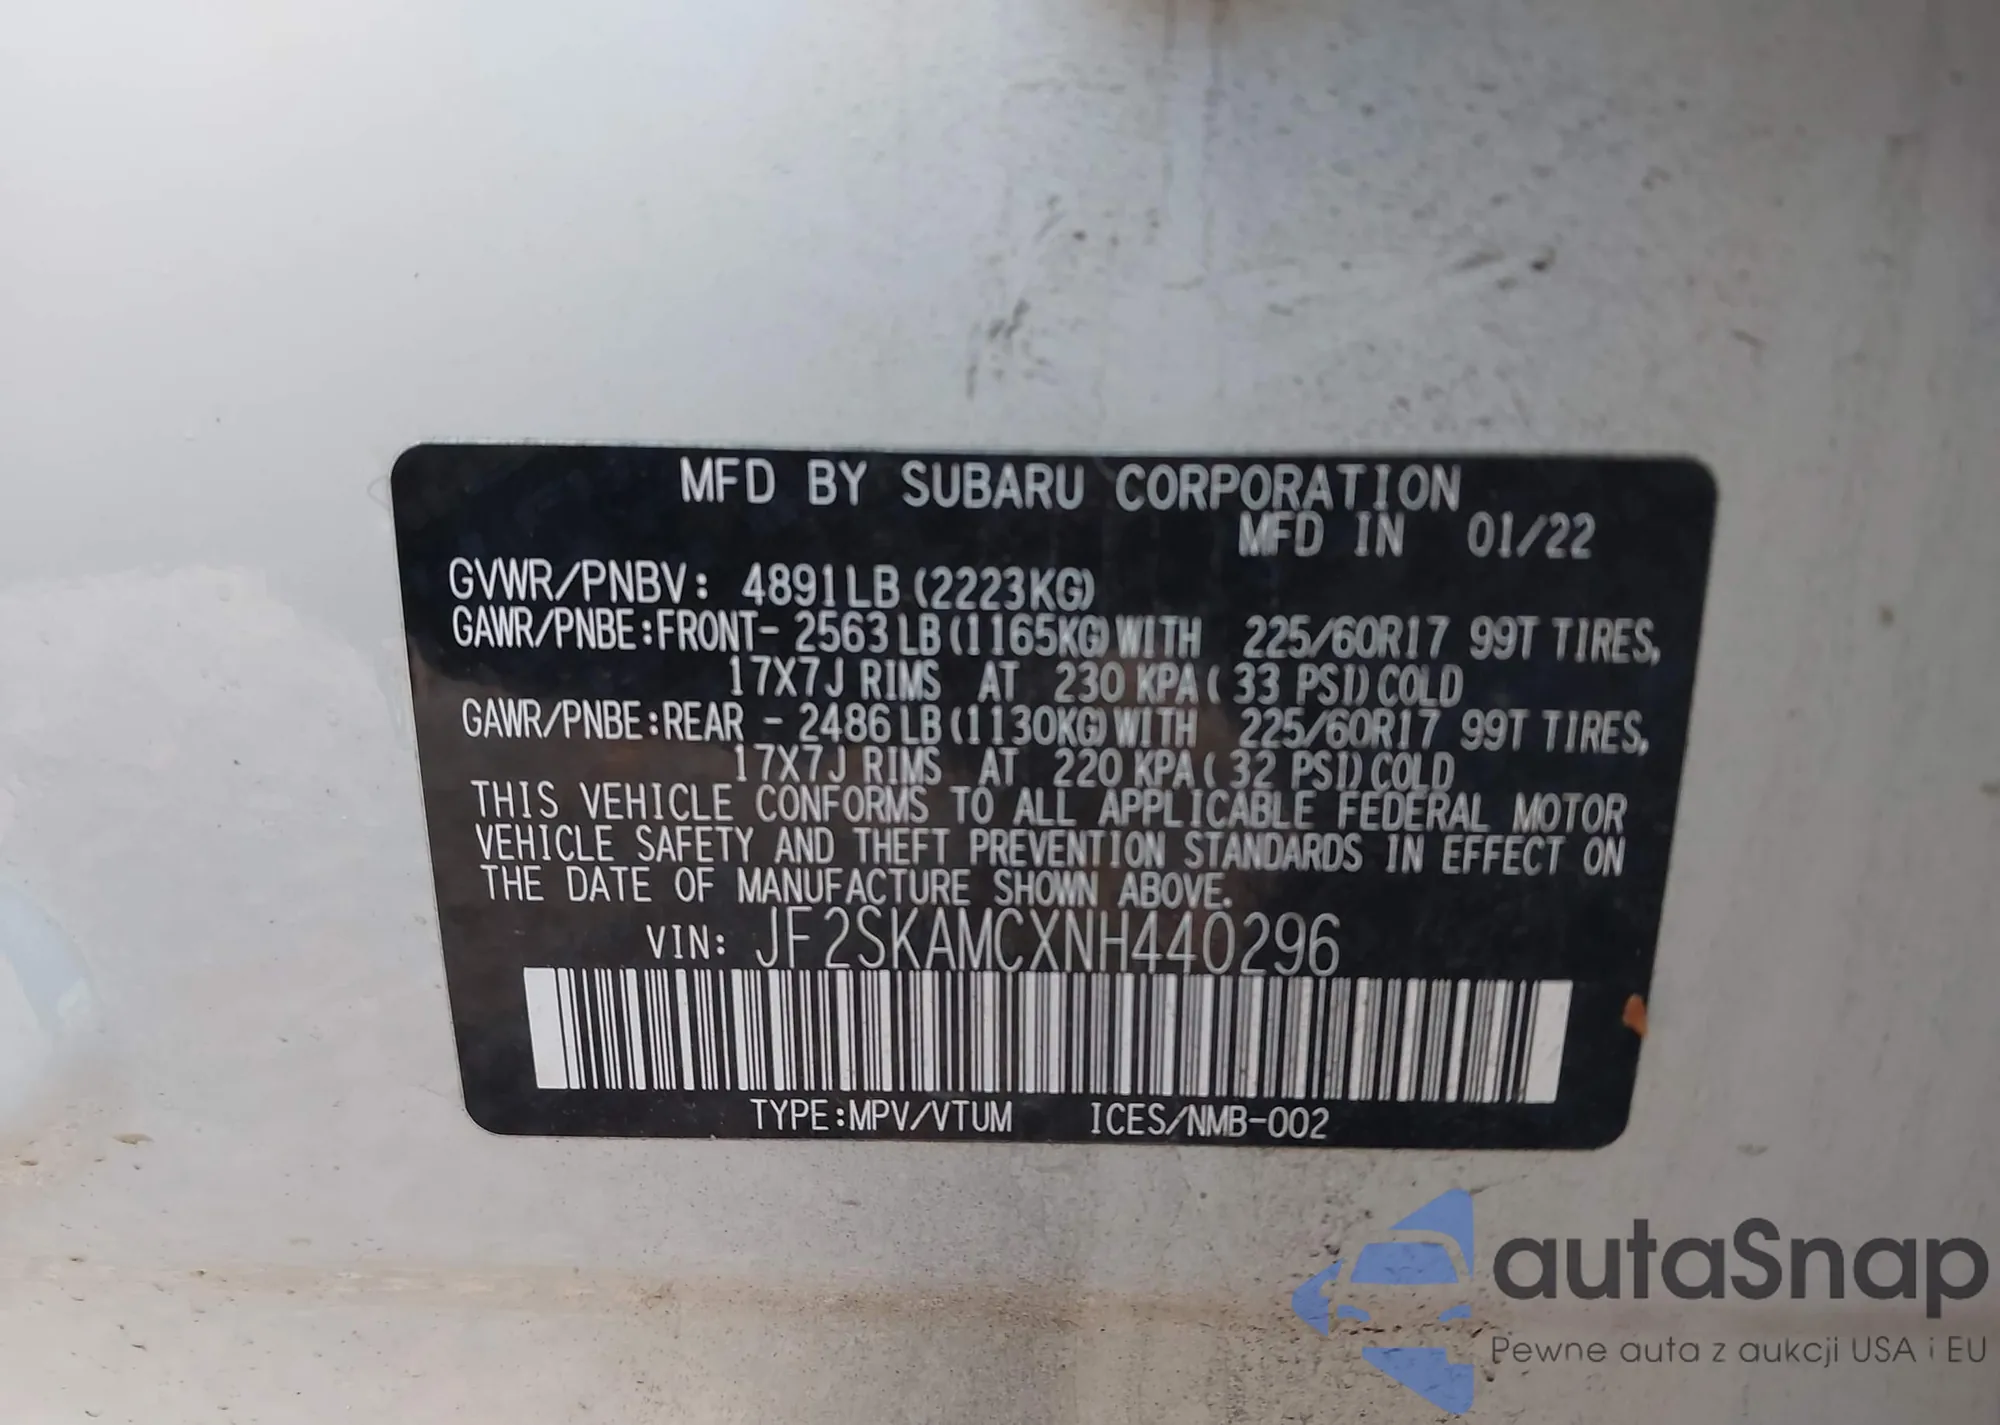 MFD BY SUBARU CORPORATION
MFD IN 01/22
GVWR/PNBV: 4891LB (2223KG)
GAWR/PNBE:FRONT- 2563LB(1165KG)WITH 225/60R17 99T TIRES,
17X7J RIMS AT 230 KPA( 33 PSI)COLD
GAWR/PNBE:REAR - 2486LB(1130KG)WITH 225/60R17 99T TIRES,
17X7J RIMS AT 220 KPA( 32 PSI)COLD
THIS VEHICLE CONFORMS TO ALL APPLICABLE FEDERAL MOTOR
VEHICLE SAFETY AND THEFT PREVENTION STANDARDS IN EFFECT ON
THE DATE OF MANUFACTURE SHOWN ABOVE.
VIN: JF2SKAMCXNH440296
TYPE:MPV/VTUM ICES/NMB-002
autaSnap
Pewne auta z aukcji USA i EU